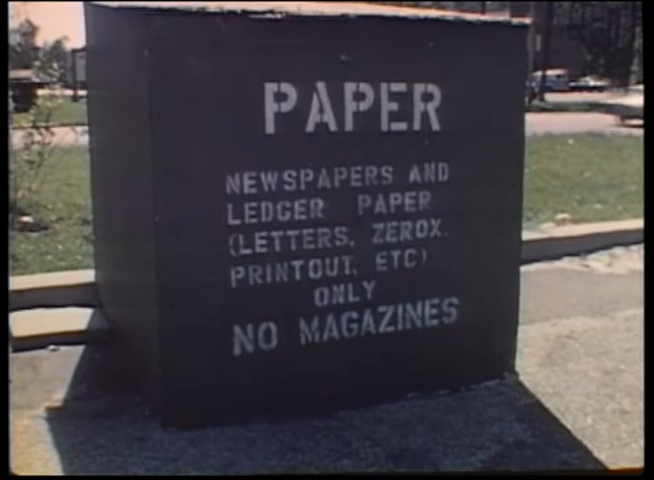 PAPER
NEWSPAPERS AND
LEDGER PAPER
(LETTERS, ZEROX,
PRINTOUT, ETC)
ONLY
NO MAGAZINES